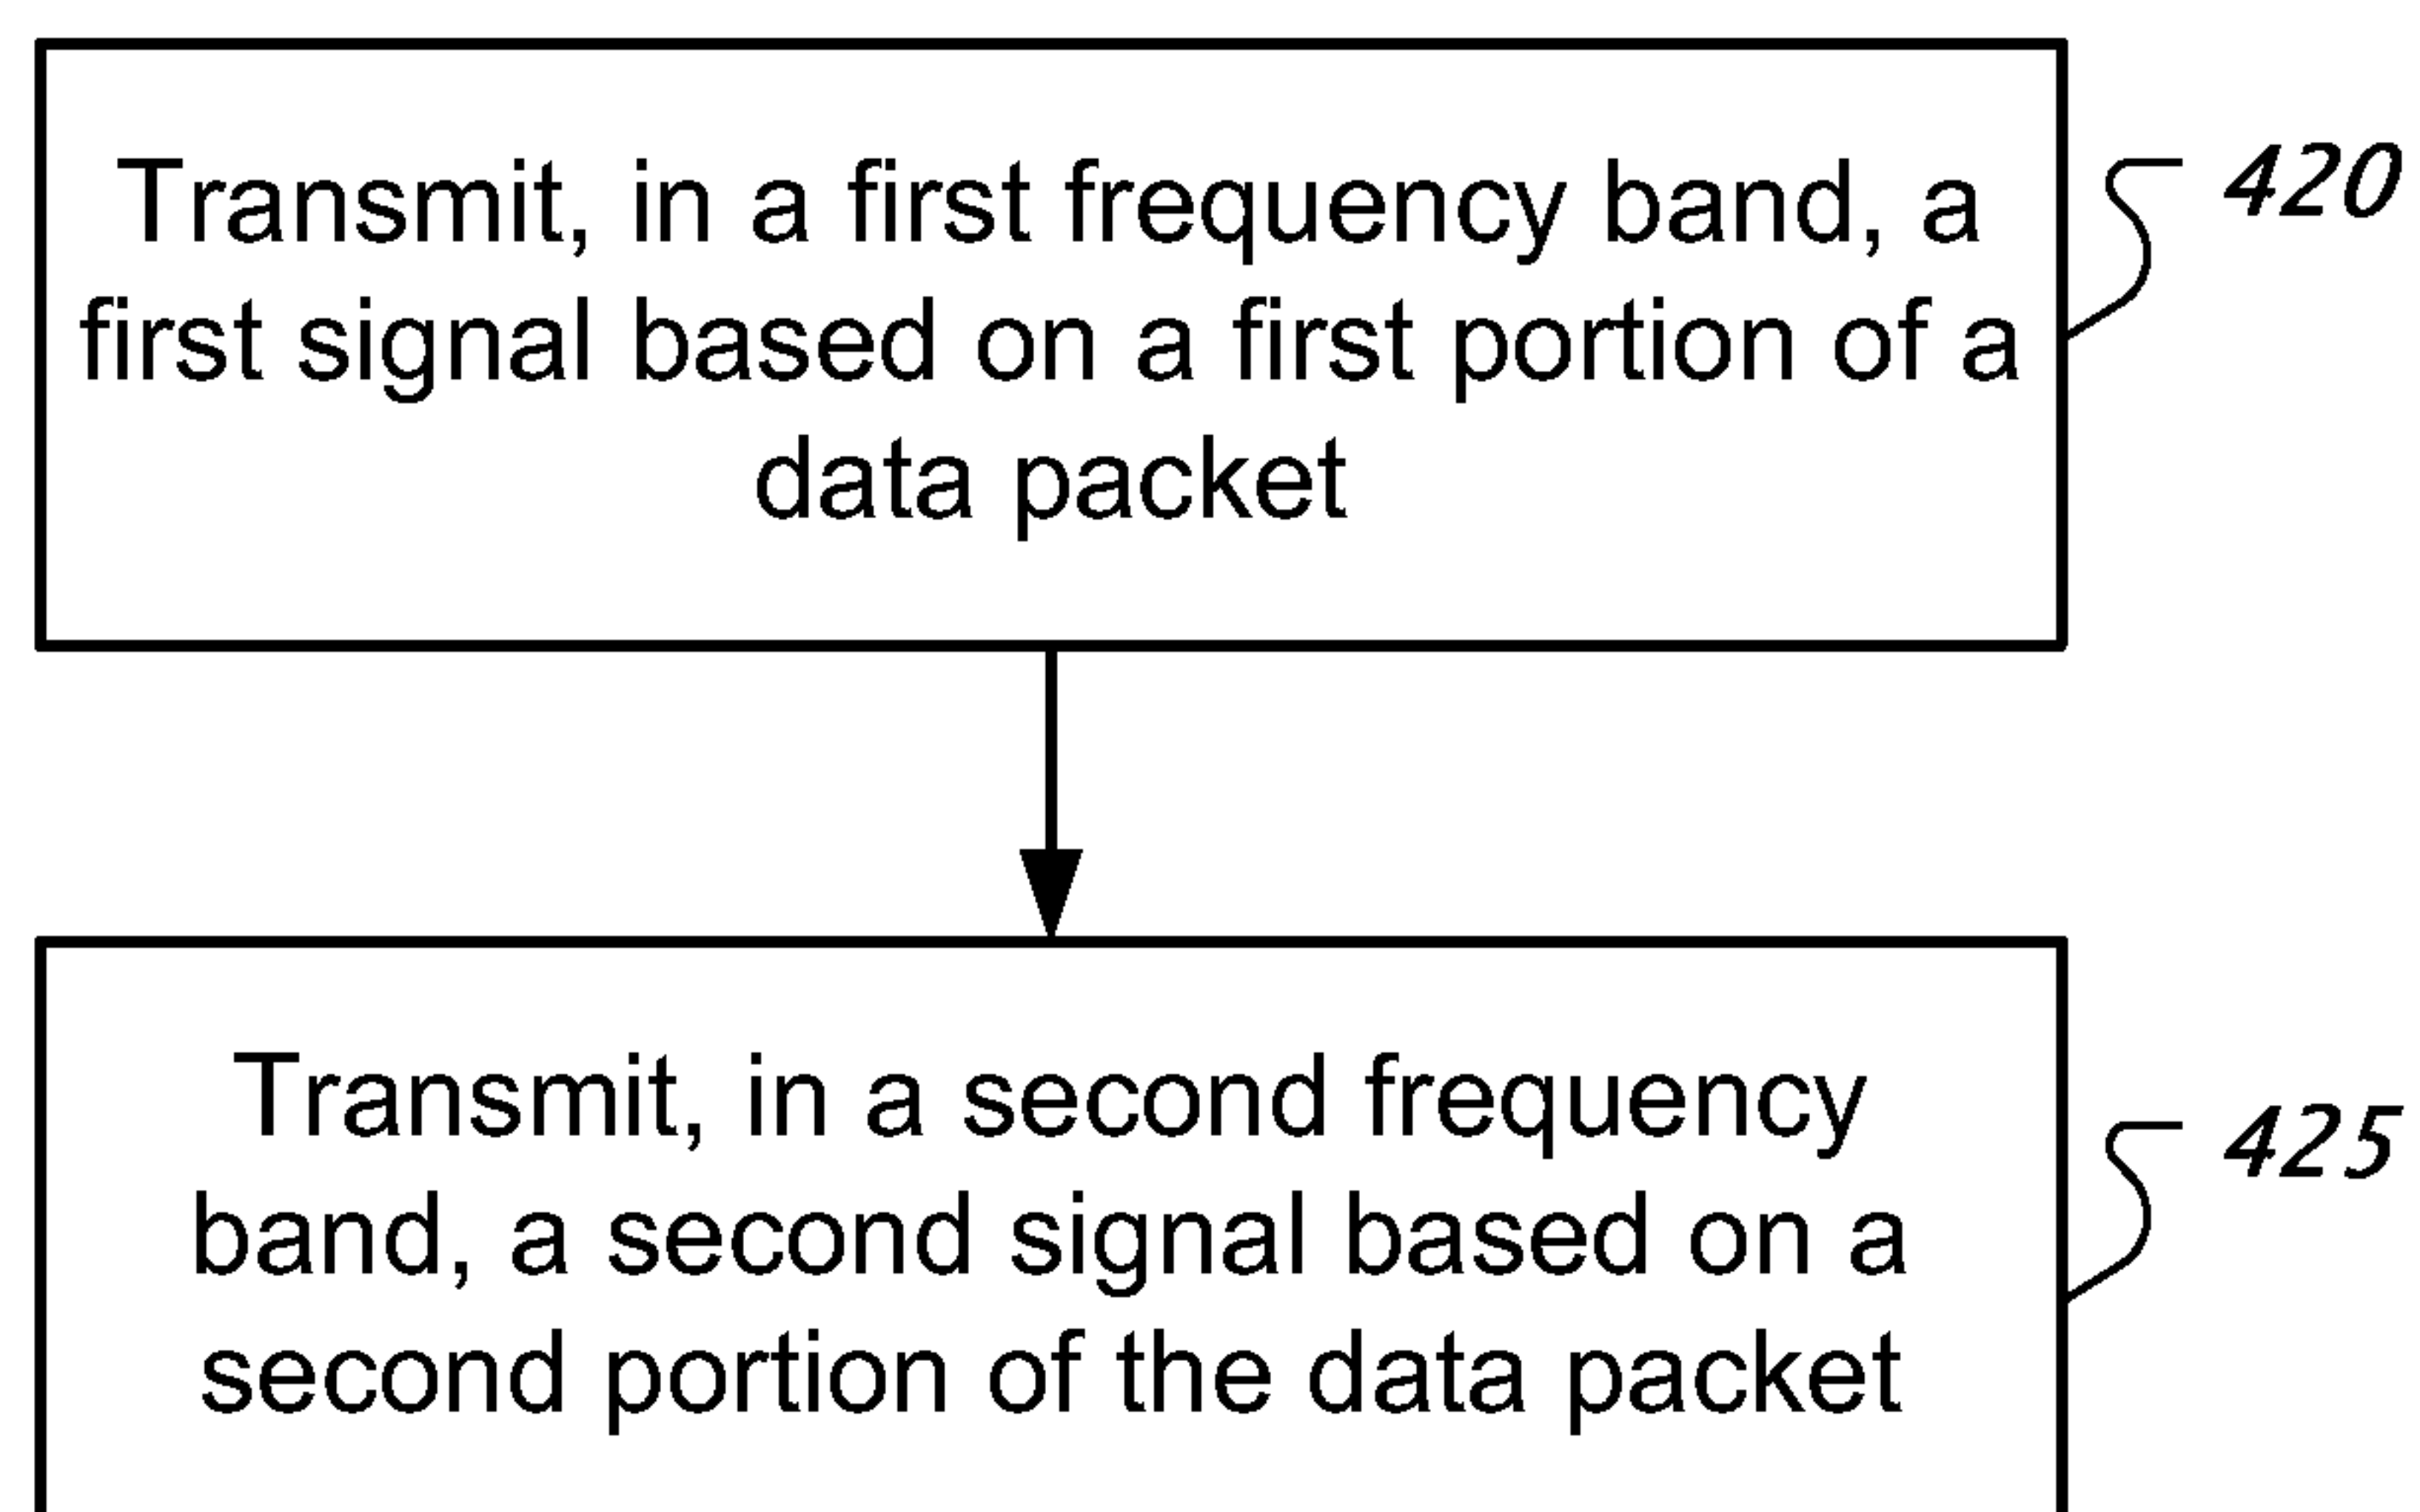 Transmit, in a first frequency band, a
first signal based on a first portion of a
data packet
420
Transmit, in a second frequency
band, a second signal based on a
second portion of the data packet
425